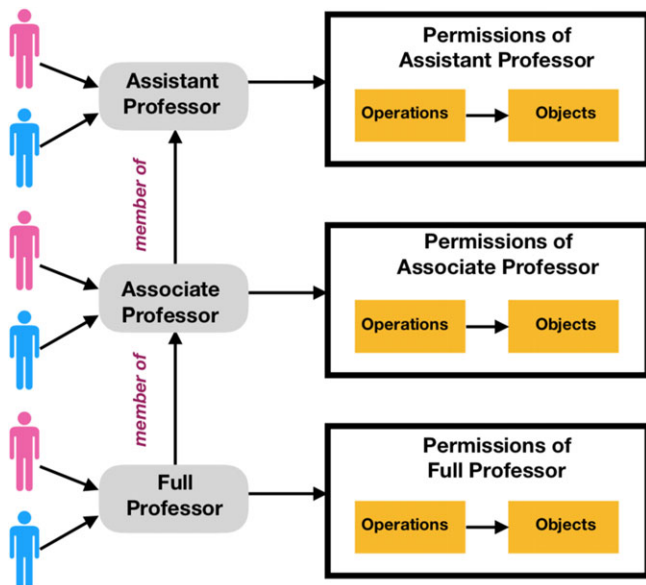 Assistant
Professor
Permissions of
Assistant Professor
Operations
Objects
member of
Associate
Professor
Permissions of
Associate Professor
Operations
Objects
member of
Full
Professor
Permissions of
Full Professor
Operations
Objects